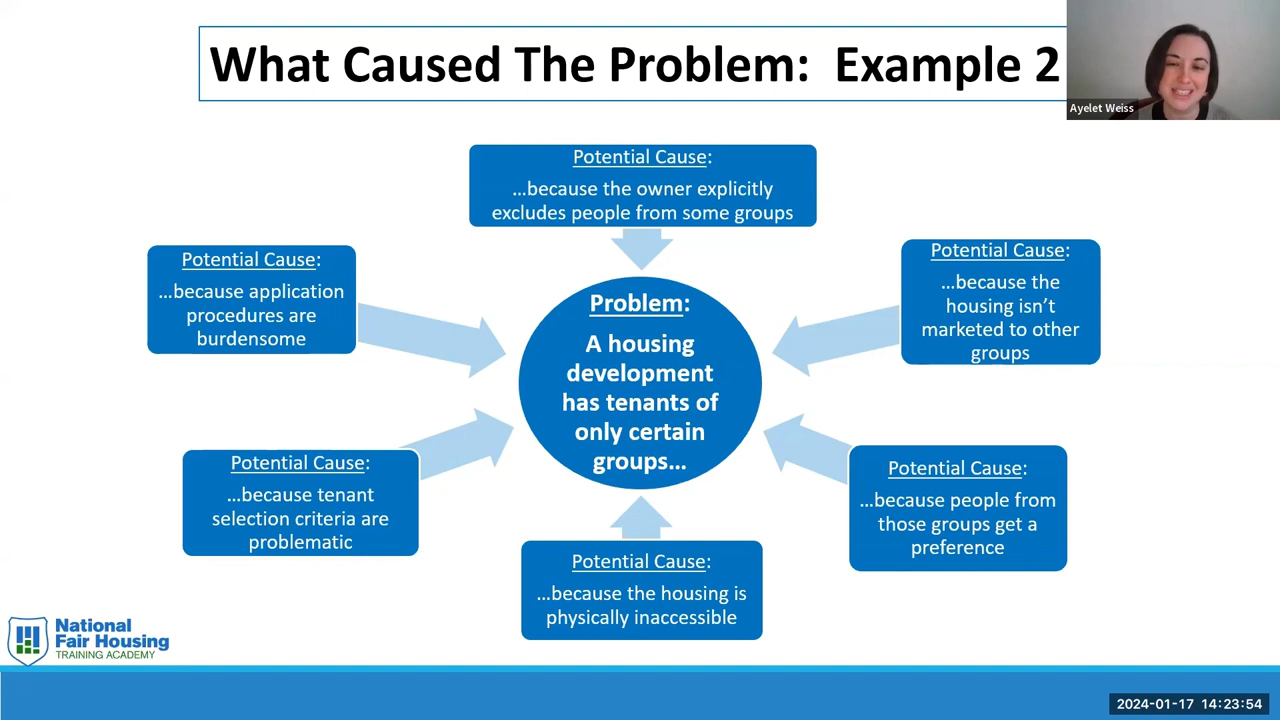 What Caused The Problem:  Example 2
Ayelet Weiss
Potential Cause:
...because the owner explicitly
excludes people from some groups
Potential Cause:
...because application
procedures are
burdensome
Potential Cause:
...because the
housing isn’t
marketed to other
groups
Problem:
A housing
development
has tenants of
only certain
groups...
Potential Cause:
...because tenant
selection criteria are
problematic
Potential Cause:
...because people from
those groups get a
preference
Potential Cause:
...because the housing is
physically inaccessible
National
Fair Housing
TRAINING ACADEMY
2024-01-17 14:23:54